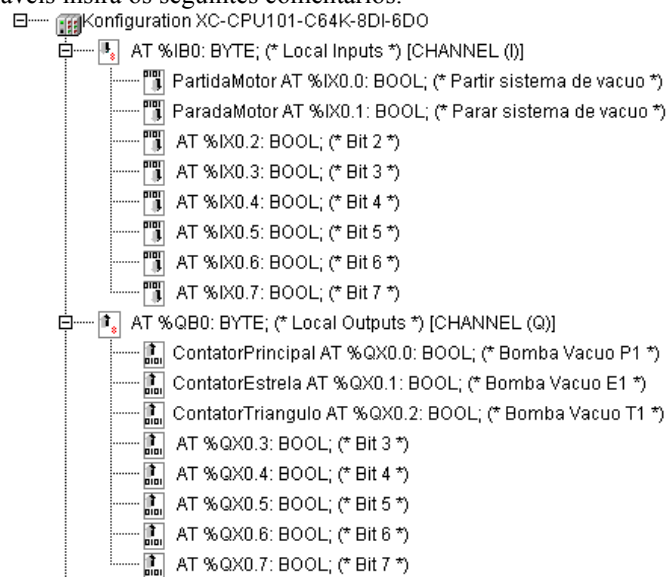 insira os seguintes comentários:
Konfiguration XC-CPU101-C64K-8DI-6DO
AT %IB0: BYTE; (* Local Inputs *) [CHANNEL (I)]
PartidaMotor AT %IX0.0: BOOL; (* Partir sistema de vacuo *)
ParadaMotor AT %IX0.1: BOOL; (* Parar sistema de vacuo *)
AT %IX0.2: BOOL; (* Bit 2 *)
AT %IX0.3: BOOL; (* Bit 3 *)
AT %IX0.4: BOOL; (* Bit 4 *)
AT %IX0.5: BOOL; (* Bit 5 *)
AT %IX0.6: BOOL; (* Bit 6 *)
AT %IX0.7: BOOL; (* Bit 7 *)
AT %QB0: BYTE; (* Local Outputs *) [CHANNEL (Q)]
ContatorPrincipal AT %QX0.0: BOOL; (* Bomba Vacuo P1 *)
ContatorEstrela AT %QX0.1: BOOL; (* Bomba Vacuo E1 *)
ContatorTriangulo AT %QX0.2: BOOL; (* Bomba Vacuo T1 *)
AT %QX0.3: BOOL; (* Bit 3 *)
AT %QX0.4: BOOL; (* Bit 4 *)
AT %QX0.5: BOOL; (* Bit 5 *)
AT %QX0.6: BOOL; (* Bit 6 *)
AT %QX0.7: BOOL; (* Bit 7 *)